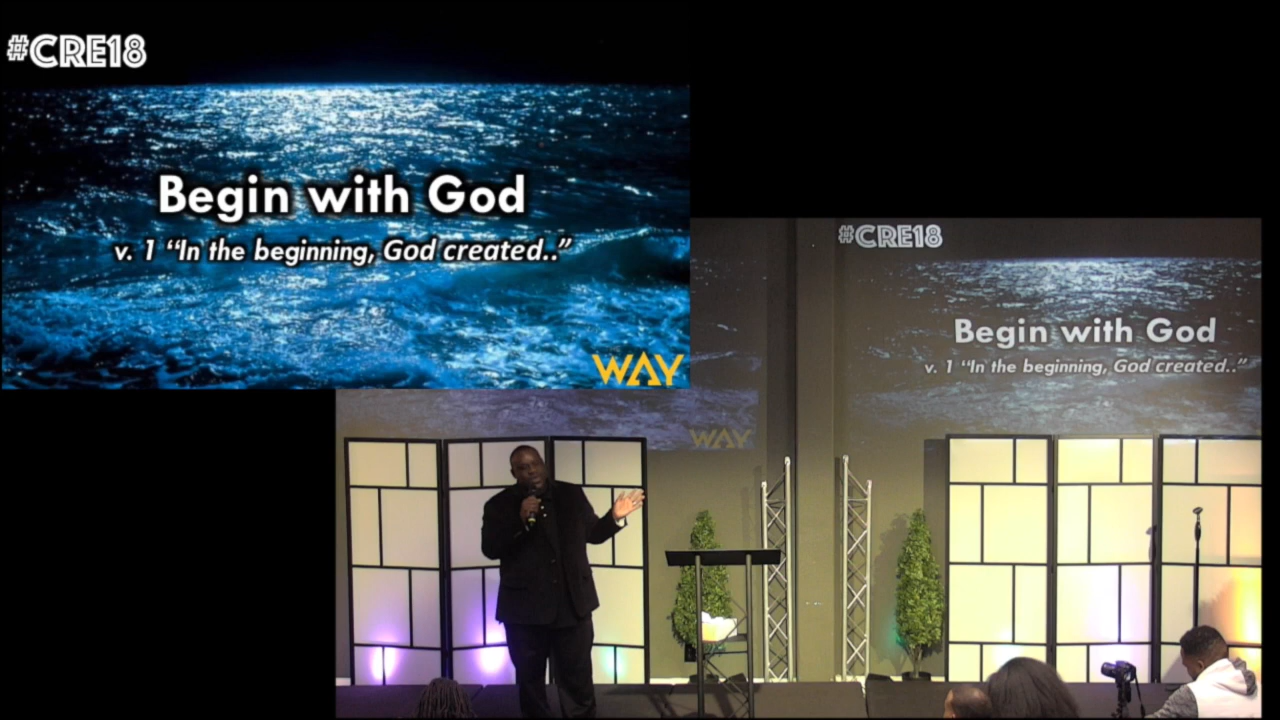 #CRE18
Begin with God
v. 1 “In the beginning, God created..”
WAY
#CRE18
Begin with God
v. 1 “In the beginning, God created..”
WAY